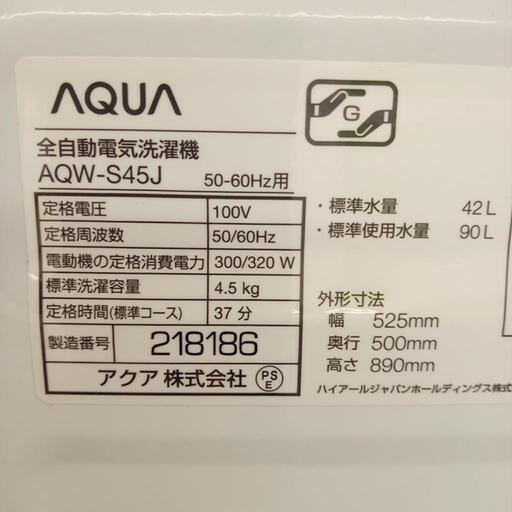 AQUA
G
全自動電気洗濯機
AQW-S45J 50-60Hz用
定格電圧 100V
定格周波数 50/60Hz
電動機の定格消費電力 300/320 W
標準洗濯容量 4.5 kg
定格時間(標準コース) 37 分
製造番号 218186
アクア 株式会社 PSE
・標準水量 42 L
・標準使用水量 90 L
外形寸法
幅 525mm
奥行 500mm
高さ 890mm
ハイアールジャパンホールディングス株式